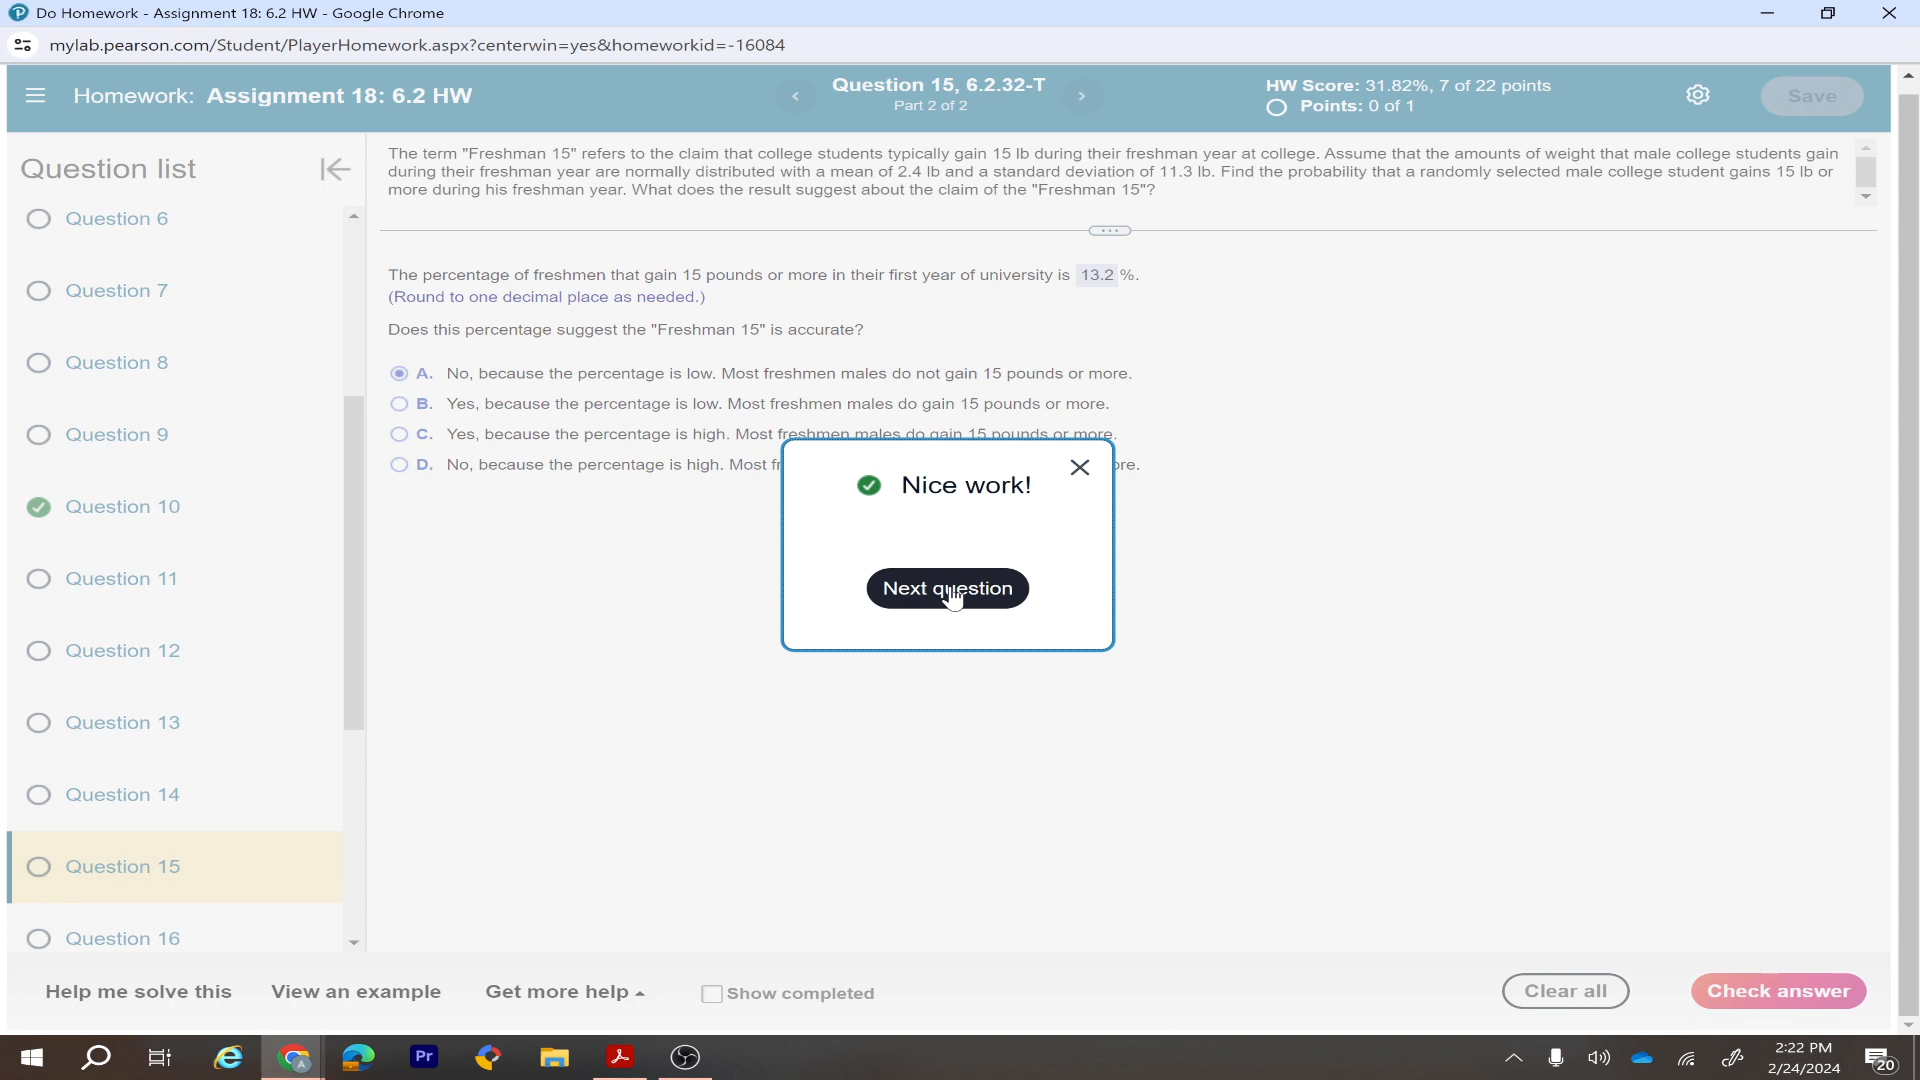 Do Homework - Assignment 18: 6.2 HW - Google Chrome
mylab.pearson.com/Student/PlayerHomework.aspx?centerwin=yes&homeworkid=-16084
Homework: Assignment 18: 6.2 HW
Question 15, 6.2.32-T
Part 2 of 2
HW Score: 31.82%, 7 of 22 points
Points: 0 of 1
Save
Question list
Question 6
Question 7
Question 8
Question 9
Question 10
Question 11
Question 12
Question 13
Question 14
Question 15
Question 16
The term "Freshman 15" refers to the claim that college students typically gain 15 lb during their freshman year at college. Assume that the amounts of weight that male college students gain
during their freshman year are normally distributed with a mean of 2.4 lb and a standard deviation of 11.3 lb. Find the probability that a randomly selected male college student gains 15 lb or
more during his freshman year. What does the result suggest about the claim of the "Freshman 15"?
The percentage of freshmen that gain 15 pounds or more in their first year of university is 13.2 %.
(Round to one decimal place as needed.)
Does this percentage suggest the "Freshman 15" is accurate?
A. No, because the percentage is low. Most freshmen males do not gain 15 pounds or more.
B. Yes, because the percentage is low. Most freshmen males do gain 15 pounds or more.
C. Yes, because the percentage is high. Most freshmen males do gain 15 pounds or more.
D. No, because the percentage is high. Most
Nice work!
Next question
Help me solve this
View an example
Get more help
Show completed
Clear all
Check answer
Pr
2:22 PM
2/24/2024
20